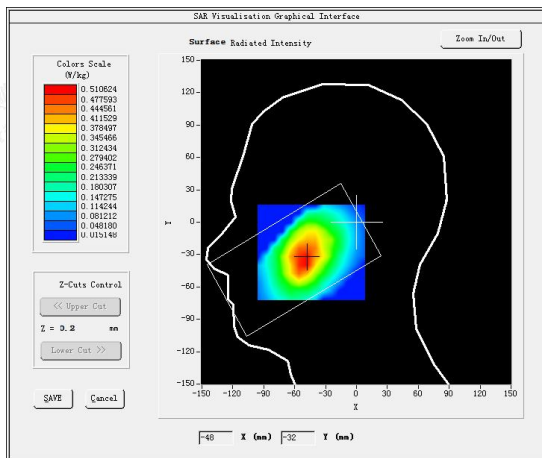 SAR Visualisation Graphical Interface
Surface Radiated Intensity
Zoom In/Out
Colors Scale
(W/kg)
0.510624
0.477593
0.444561
0.411529
0.378497
0.345466
0.312434
0.279402
0.246371
0.213339
0.180307
0.147275
0.114244
0.081212
0.048180
0.015148
Z-Cuts Control
<< Upper Cut
Z = 0.2 mm
Lower Cut >>
SAVE Cancel
150
120
90
60
30
0
-30
-60
-90
-120
-150
Y
-150 -120 -90 -60 -30 0 30 60 90 120 150
X
-48 X (mm) -32 Y (mm)